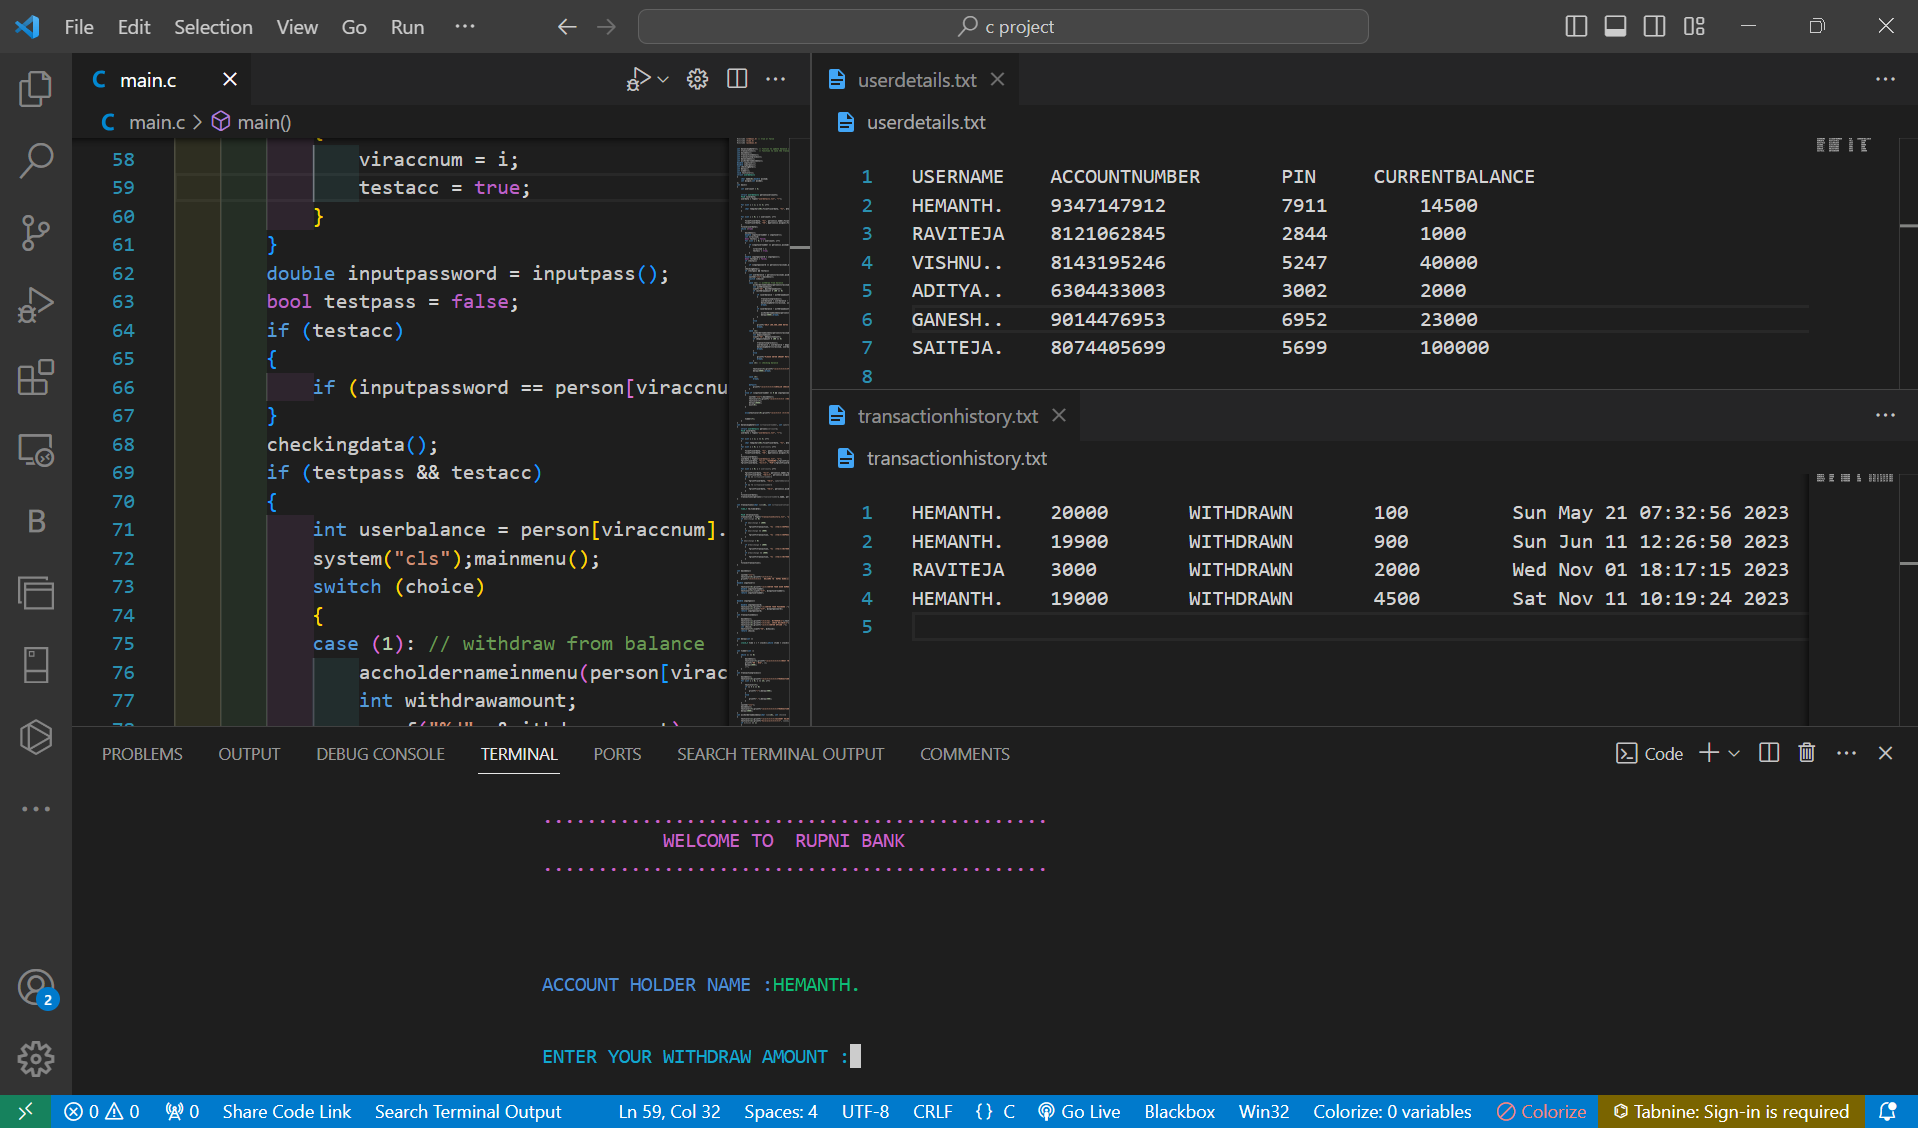 File Edit Selection View Go Run ···
c project
C main.c
userdetails.txt
C main.c > main()
userdetails.txt
58 viraccnum = i;
59 testacc = true;
60 }
61 }
62 double inputpassword = inputpass();
63 bool testpass = false;
64 if (testacc)
65 {
66 if (inputpassword == person[viraccnu
67 }
68 checkingdata();
69 if (testpass && testacc)
70 {
71 int userbalance = person[viraccnum].
72 system("cls");mainmenu();
73 switch (choice)
74 {
75 case (1): // withdraw from balance
76 accholdernameinmenu(person[virac
77 int withdrawamount;
1 USERNAME ACCOUNTNUMBER PIN CURRENTBALANCE
2 HEMANTH. 9347147912 7911 14500
3 RAVITEJA 8121062845 2844 1000
4 VISHNU.. 8143195246 5247 40000
5 ADITYA.. 6304433003 3002 2000
6 GANESH.. 9014476953 6952 23000
7 SAITEJA. 8074405699 5699 100000
8
transactionhistory.txt
transactionhistory.txt
1 HEMANTH. 20000 WITHDRAWN 100 Sun May 21 07:32:56 2023
2 HEMANTH. 19900 WITHDRAWN 900 Sun Jun 11 12:26:50 2023
3 RAVITEJA 3000 WITHDRAWN 2000 Wed Nov 01 18:17:15 2023
4 HEMANTH. 19000 WITHDRAWN 4500 Sat Nov 11 10:19:24 2023
5
PROBLEMS OUTPUT DEBUG CONSOLE TERMINAL PORTS SEARCH TERMINAL OUTPUT COMMENTS
Code
..............................................
WELCOME TO RUPNI BANK
..............................................
ACCOUNT HOLDER NAME :HEMANTH.
ENTER YOUR WITHDRAW AMOUNT :
B
2
0 0 0 Share Code Link Search Terminal Output Ln 59, Col 32 Spaces: 4 UTF-8 CRLF {} C Go Live Blackbox Win32 Colorize: 0 variables Colorize Tabnine: Sign-in is required